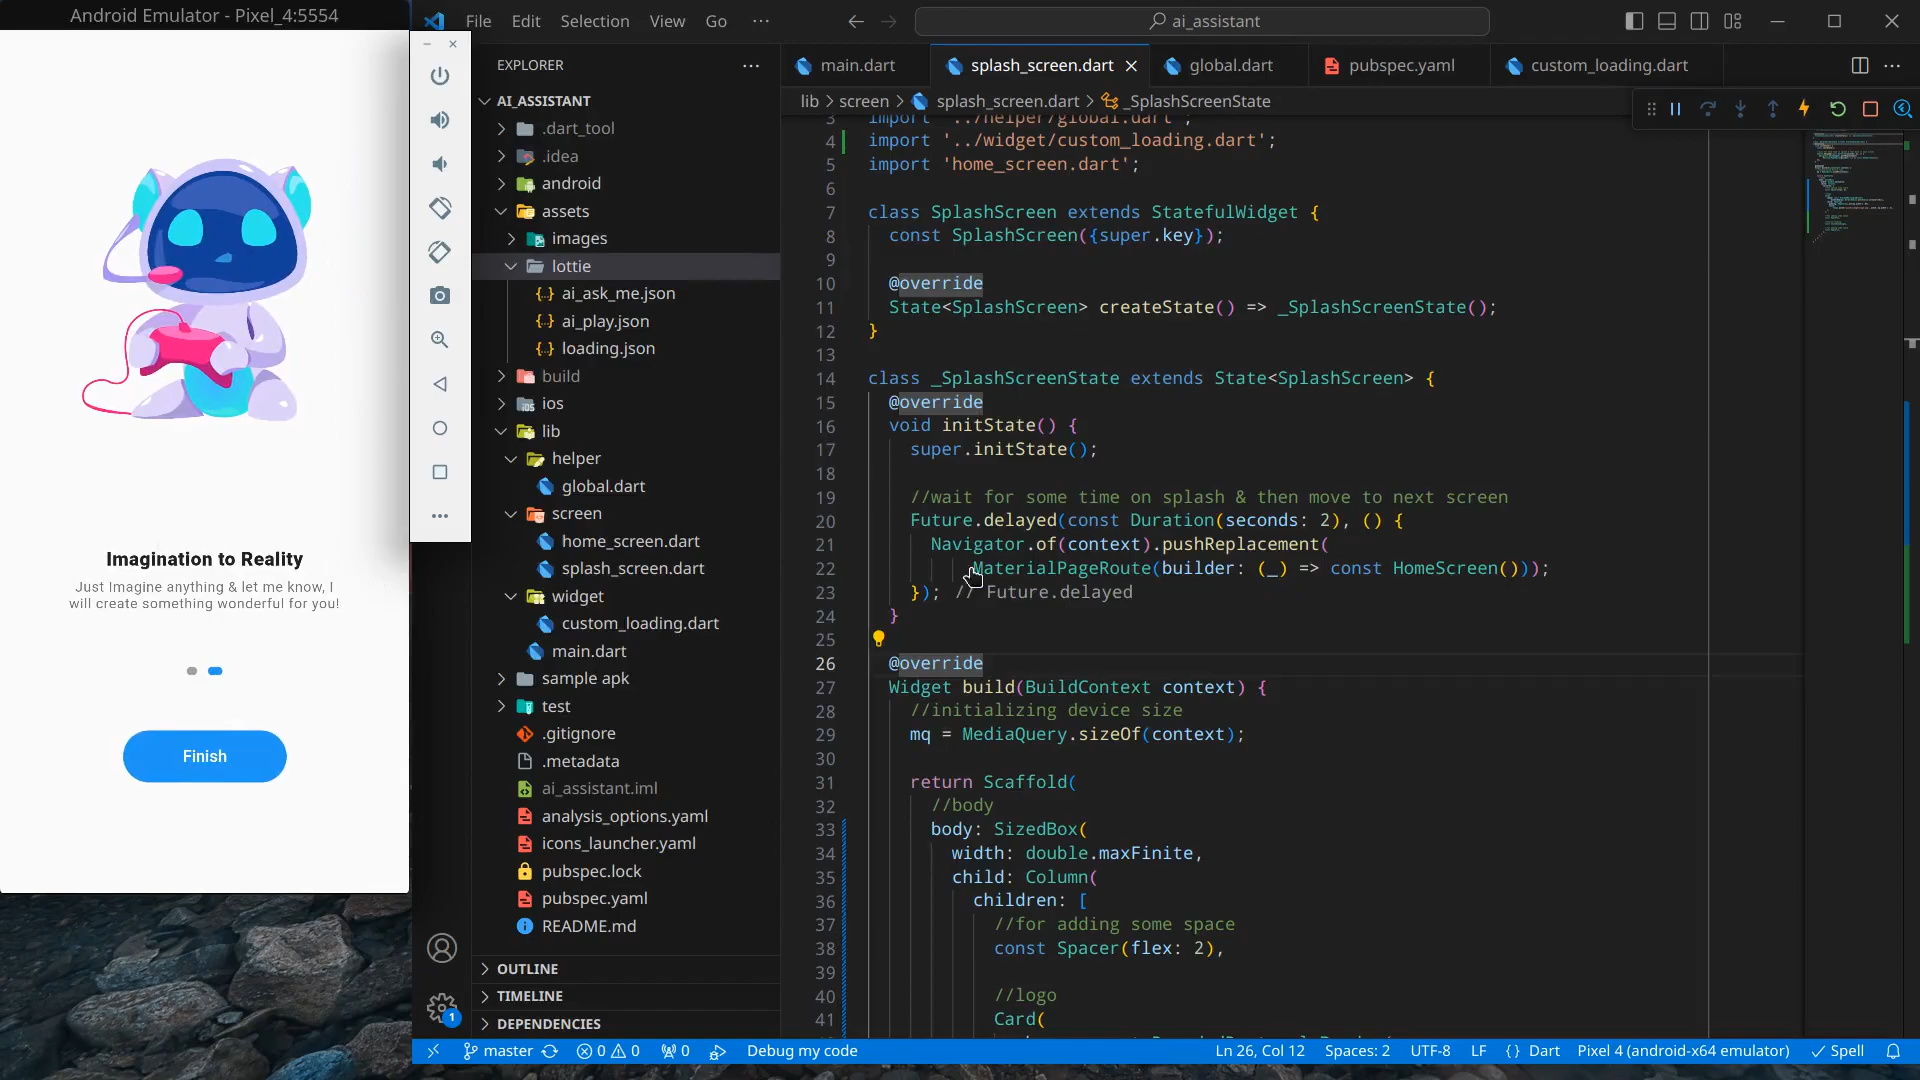 Android Emulator - Pixel_4:5554
Imagination to Reality
Just Imagine anything & let me know, I
will create something wonderful for you!
Finish
File Edit Selection View Go ···
ai_assistant
EXPLORER
AI_ASSISTANT
.dart_tool
.idea
android
assets
images
lottie
ai_ask_me.json
ai_play.json
loading.json
build
ios
lib
helper
global.dart
screen
home_screen.dart
splash_screen.dart
widget
custom_loading.dart
main.dart
sample apk
test
.gitignore
.metadata
ai_assistant.iml
analysis_options.yaml
icons_launcher.yaml
pubspec.lock
pubspec.yaml
README.md
OUTLINE
TIMELINE
DEPENDENCIES
main.dart splash_screen.dart global.dart pubspec.yaml custom_loading.dart
lib > screen > splash_screen.dart > _SplashScreenState
3 import '../helper/global.dart';
4 import '../widget/custom_loading.dart';
5 import 'home_screen.dart';
6
7 class SplashScreen extends StatefulWidget {
8 const SplashScreen({super.key});
9
10 @override
11 State<SplashScreen> createState() => _SplashScreenState();
12 }
13
14 class _SplashScreenState extends State<SplashScreen> {
15 @override
16 void initState() {
17 super.initState();
18
19 //wait for some time on splash & then move to next screen
20 Future.delayed(const Duration(seconds: 2), () {
21 Navigator.of(context).pushReplacement(
22 MaterialPageRoute(builder: (_) => const HomeScreen()));
23 }); // Future.delayed
24 }
25
26 @override
27 Widget build(BuildContext context) {
28 //initializing device size
29 mq = MediaQuery.sizeOf(context);
30
31 return Scaffold(
32 //body
33 body: SizedBox(
34 width: double.maxFinite,
35 child: Column(
36 children: [
37 //for adding some space
38 const Spacer(flex: 2),
39
40 //logo
41 Card(
1
master 0 0 0 Debug my code Ln 26, Col 12 Spaces: 2 UTF-8 LF {} Dart Pixel 4 (android-x64 emulator) Spell